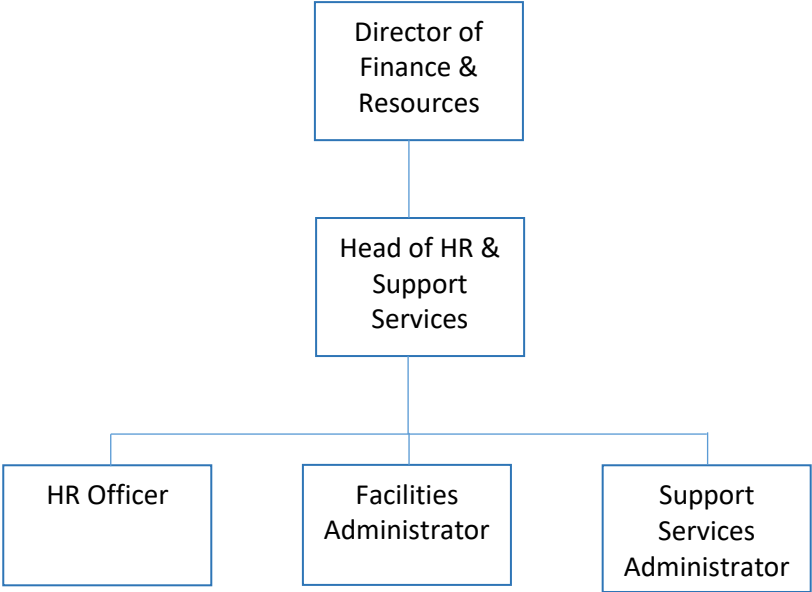 Director of
Finance &
Resources
Head of HR &
Support
Services
HR Officer
Facilities
Administrator
Support
Services
Administrator